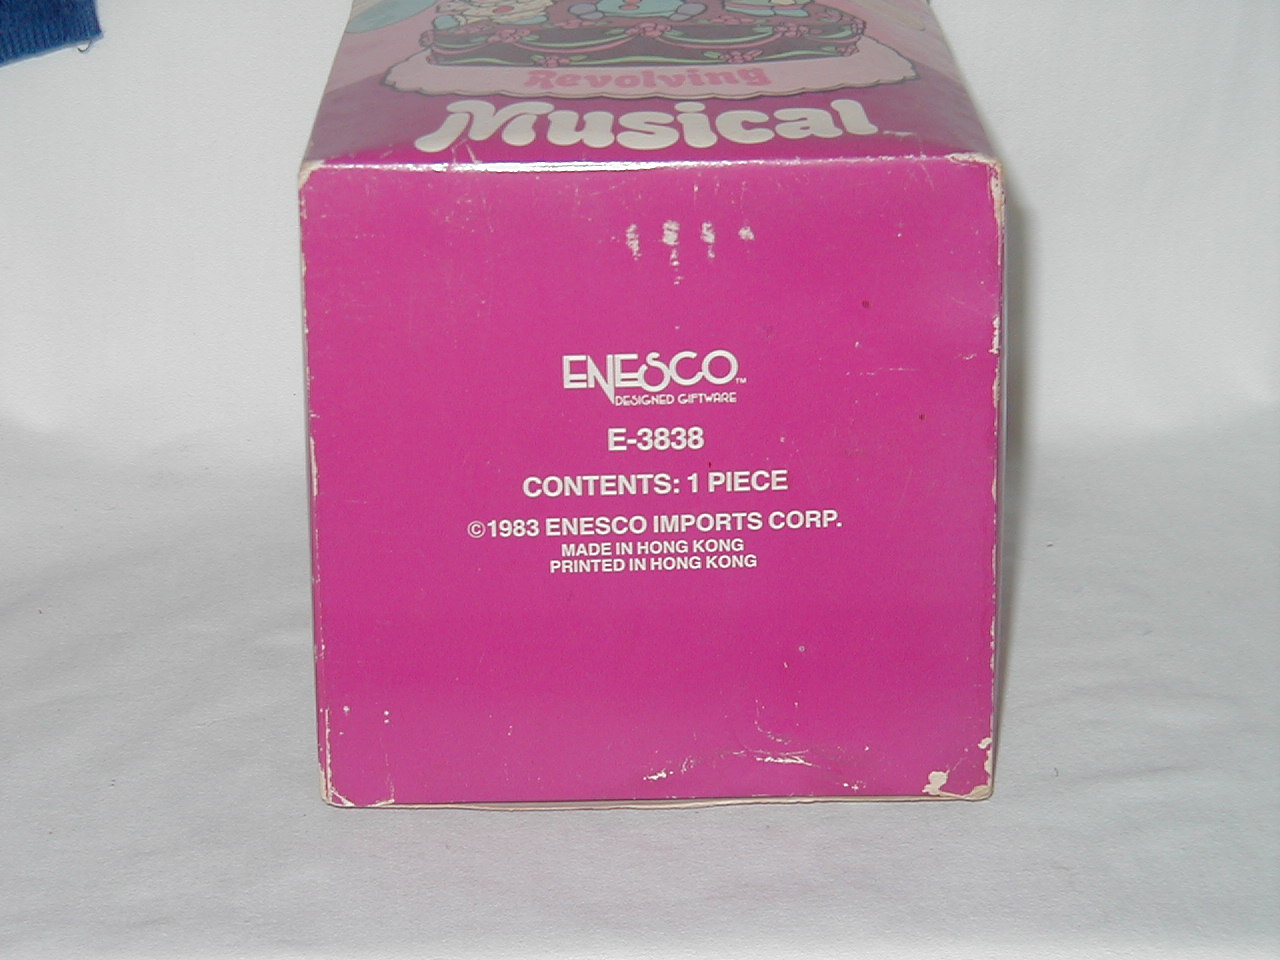 Revolving
Musical
ENESCO™
DESIGNED GIFTWARE
E-3838
CONTENTS: 1 PIECE
©1983 ENESCO IMPORTS CORP.
MADE IN HONG KONG
PRINTED IN HONG KONG